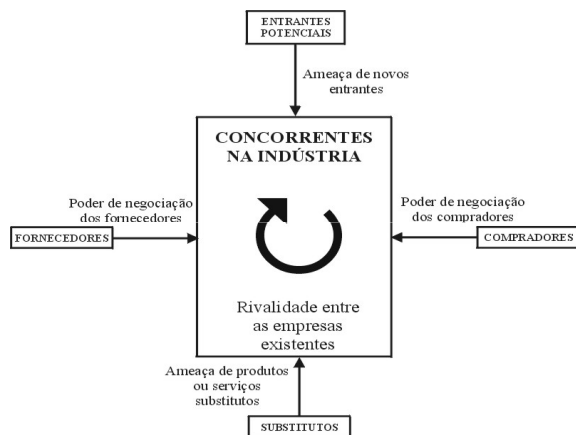 ENTRANTES
POTENCIAIS
Ameaça de novos
entrantes
CONCORRENTES
NA INDÚSTRIA
Poder de negociação
dos fornecedores
Poder de negociação
dos compradores
FORNECEDORES
COMPRADORES
Rivalidade entre
as empresas
existentes
Ameaça de produtos
ou serviços
substitutos
SUBSTITUTOS